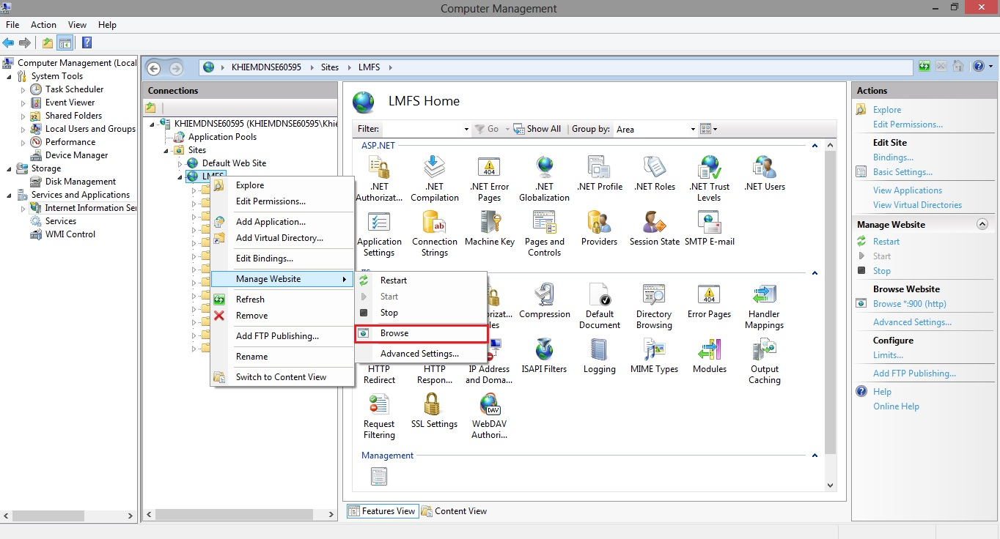 Computer Management
File Action View Help
Computer Management (Local
System Tools
Task Scheduler
Event Viewer
Shared Folders
Local Users and Groups
Performance
Device Manager
Storage
Disk Management
Services and Applications
Internet Information Ser
Services
WMI Control
KHIEMDNSE60595 Sites LMFS
Connections
KHIEMDNSE60595 (KHIEMDNSE60595\Khie
Application Pools
Sites
Default Web Site
LMFS
Explore
Edit Permissions...
Add Application...
Add Virtual Directory...
Edit Bindings...
Manage Website
Refresh
Remove
Add FTP Publishing...
Rename
Switch to Content View
Restart
Start
Stop
Browse
Advanced Settings...
LMFS Home
Filter: Go Show All Group by: Area
ASP.NET
.NET Authorizat...
.NET Compilation
.NET Error Pages
.NET Globalization
.NET Profile
.NET Roles
.NET Trust Levels
.NET Users
Application Settings
Connection Strings
Machine Key
Pages and Controls
Providers
Session State
SMTP E-mail
Compression
Default Document
Directory Browsing
Error Pages
Handler Mappings
HTTP Redirect
HTTP Respon...
IP Address and Doma...
ISAPI Filters
Logging
MIME Types
Modules
Output Caching
Request Filtering
SSL Settings
WebDAV Authori...
Management
Features View Content View
Actions
Explore
Edit Permissions...
Edit Site
Bindings...
Basic Settings...
View Applications
View Virtual Directories
Manage Website
Restart
Start
Stop
Browse Website
Browse *:900 (http)
Advanced Settings...
Configure
Limits...
Add FTP Publishing...
Help
Online Help